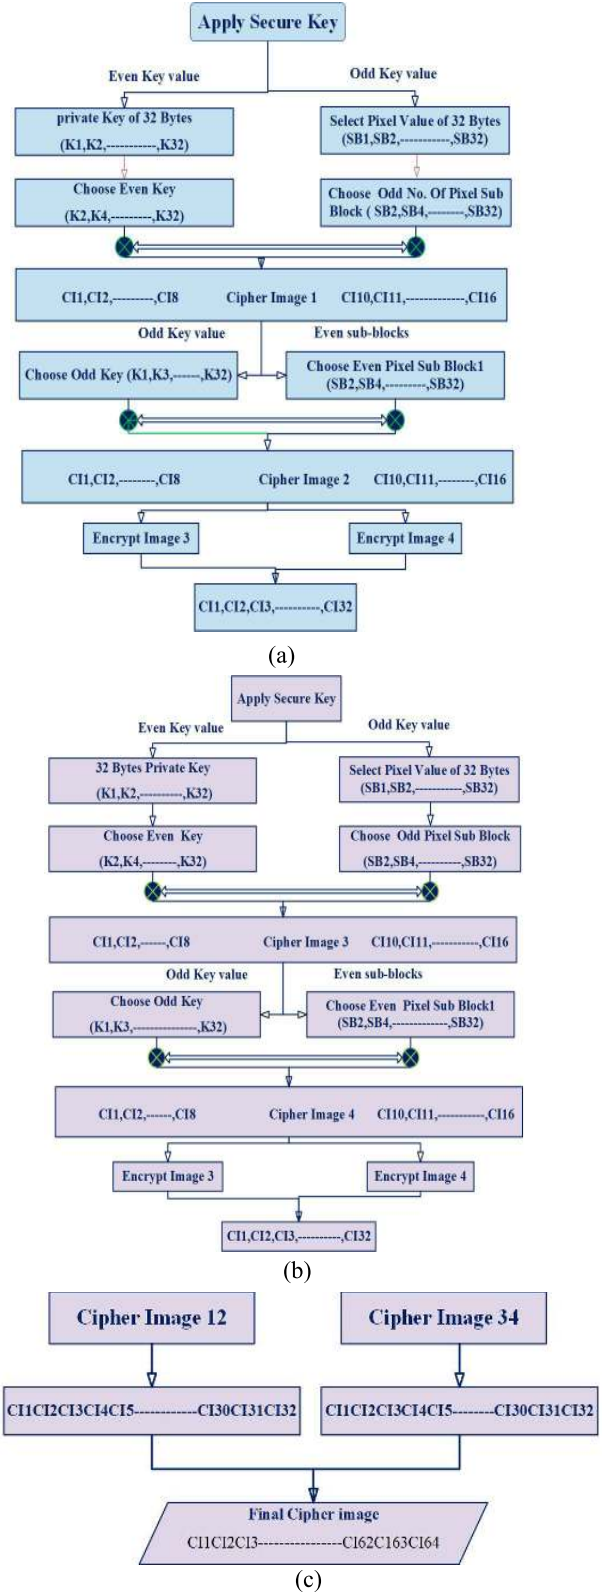 Apply Secure Key
Even Key value
Odd Key value
private Key of 32 Bytes
(K1,K2,-----------,K32)
Select Pixel Value of 32 Bytes
(SB1,SB2,-----------,SB32)
Choose Even Key
(K2,K4,---------,K32)
Choose Odd No. Of Pixel Sub
Block ( SB2,SB4,--------,SB32)
CI1,CI2,---------,CI8 Cipher Image 1 CI10,CI11,-------------,CI16
Odd Key value
Even sub-blocks
Choose Odd Key (K1,K3,------,K32)
Choose Even Pixel Sub Block1
(SB2,SB4,---------,SB32)
CI1,CI2,--------,CI8 Cipher Image 2 CI10,CI11,--------,CI16
Encrypt Image 3
Encrypt Image 4
CI1,CI2,CI3,----------,CI32
(a)
Apply Secure Key
Even Key value
Odd Key value
32 Bytes Private Key
(K1,K2,----------,K32)
Select Pixel Value of 32 Bytes
(SB1,SB2,-----------,SB32)
Choose Even Key
(K2,K4,--------,K32)
Choose Odd Pixel Sub Block
(SB2,SB4,----------,SB32)
CI1,CI2,------,CI8 Cipher Image 3 CI10,CI11,-----------,CI16
Odd Key value
Even sub-blocks
Choose Odd Key
(K1,K3,---------------,K32)
Choose Even Pixel Sub Block1
(SB2,SB4,-------------,SB32)
CI1,CI2,------,CI8 Cipher Image 4 CI10,CI11,-----------,CI16
Encrypt Image 3
Encrypt Image 4
CI1,CI2,CI3,----------,CI32
(b)
Cipher Image 12
Cipher Image 34
CI1CI2CI3CI4CI5------------CI30CI31CI32
CI1CI2CI3CI4CI5--------CI30CI31CI32
Final Cipher image
CI1CI2CI3----------------CI62C163CI64
(c)